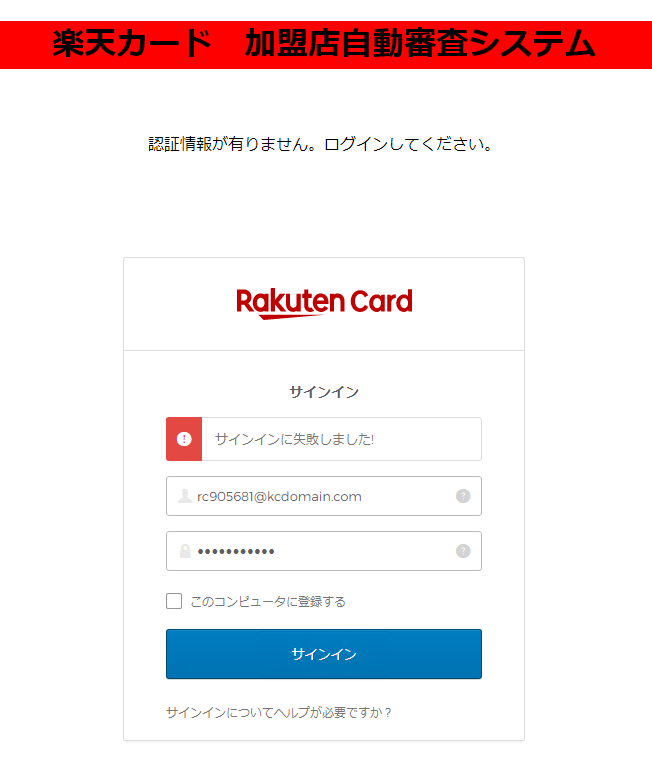 楽天カード　加盟店自動審査システム
認証情報が有りません。ログインしてください。
Rakuten Card
サインイン
サインインに失敗しました!
rc905681@kcdomain.com
?
•••••••••••
?
このコンピュータに登録する
サインイン
サインインについてヘルプが必要ですか？